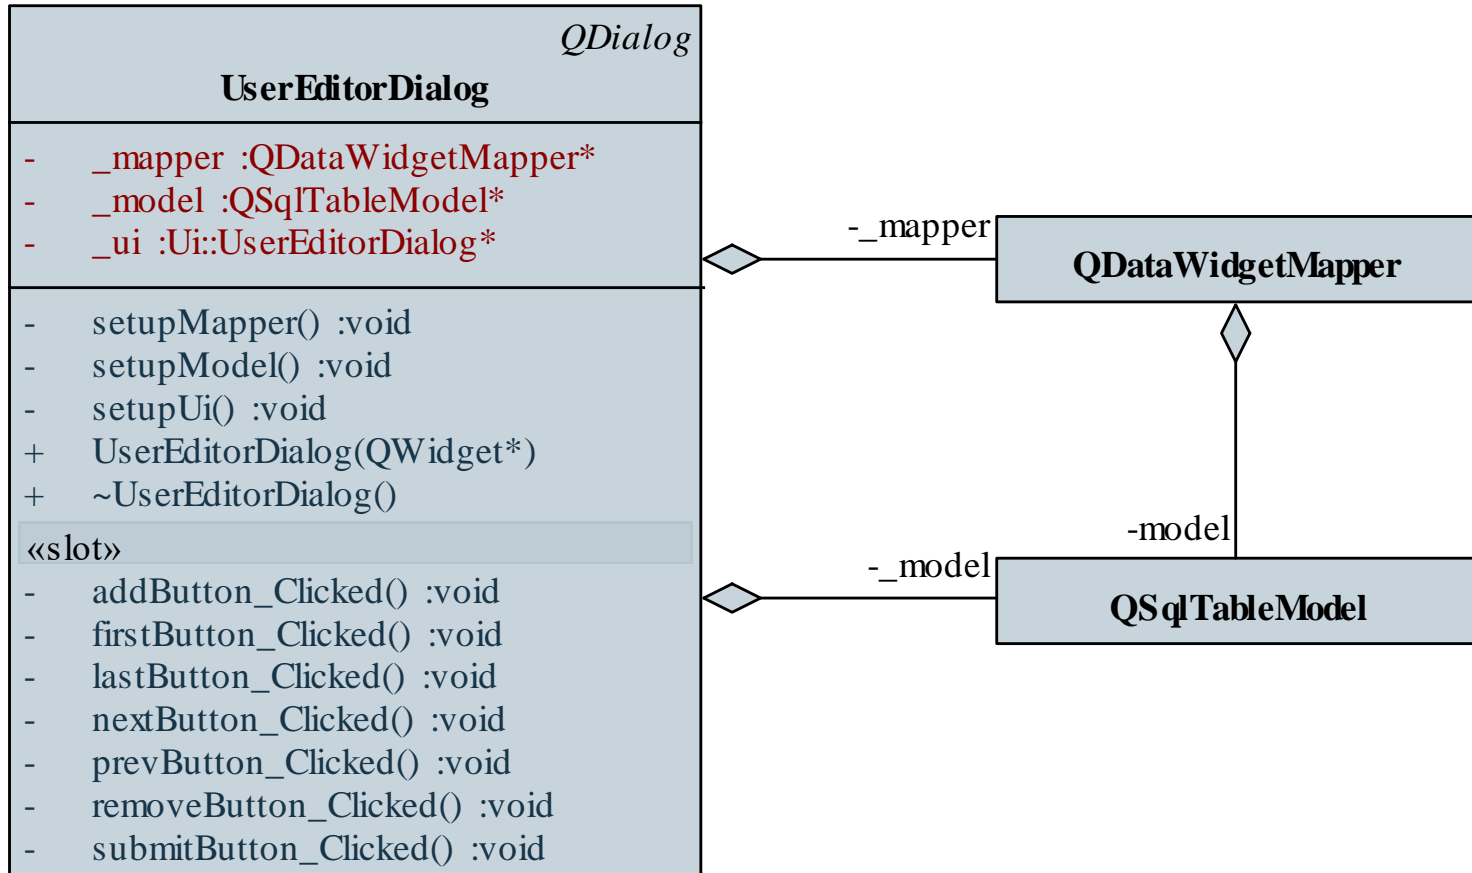 QDialog
UserEditorDialog
- _mapper :QDataWidgetMapper*
- _model :QSqlTableModel*
- _ui :Ui::UserEditorDialog*
- setupMapper() :void
- setupModel() :void
- setupUi() :void
+ UserEditorDialog(QWidget*)
+ ~UserEditorDialog()
«slot»
- addButton_Clicked() :void
- firstButton_Clicked() :void
- lastButton_Clicked() :void
- nextButton_Clicked() :void
- prevButton_Clicked() :void
- removeButton_Clicked() :void
- submitButton_Clicked() :void
-_mapper
QDataWidgetMapper
-model
-_model
QSqlTableModel